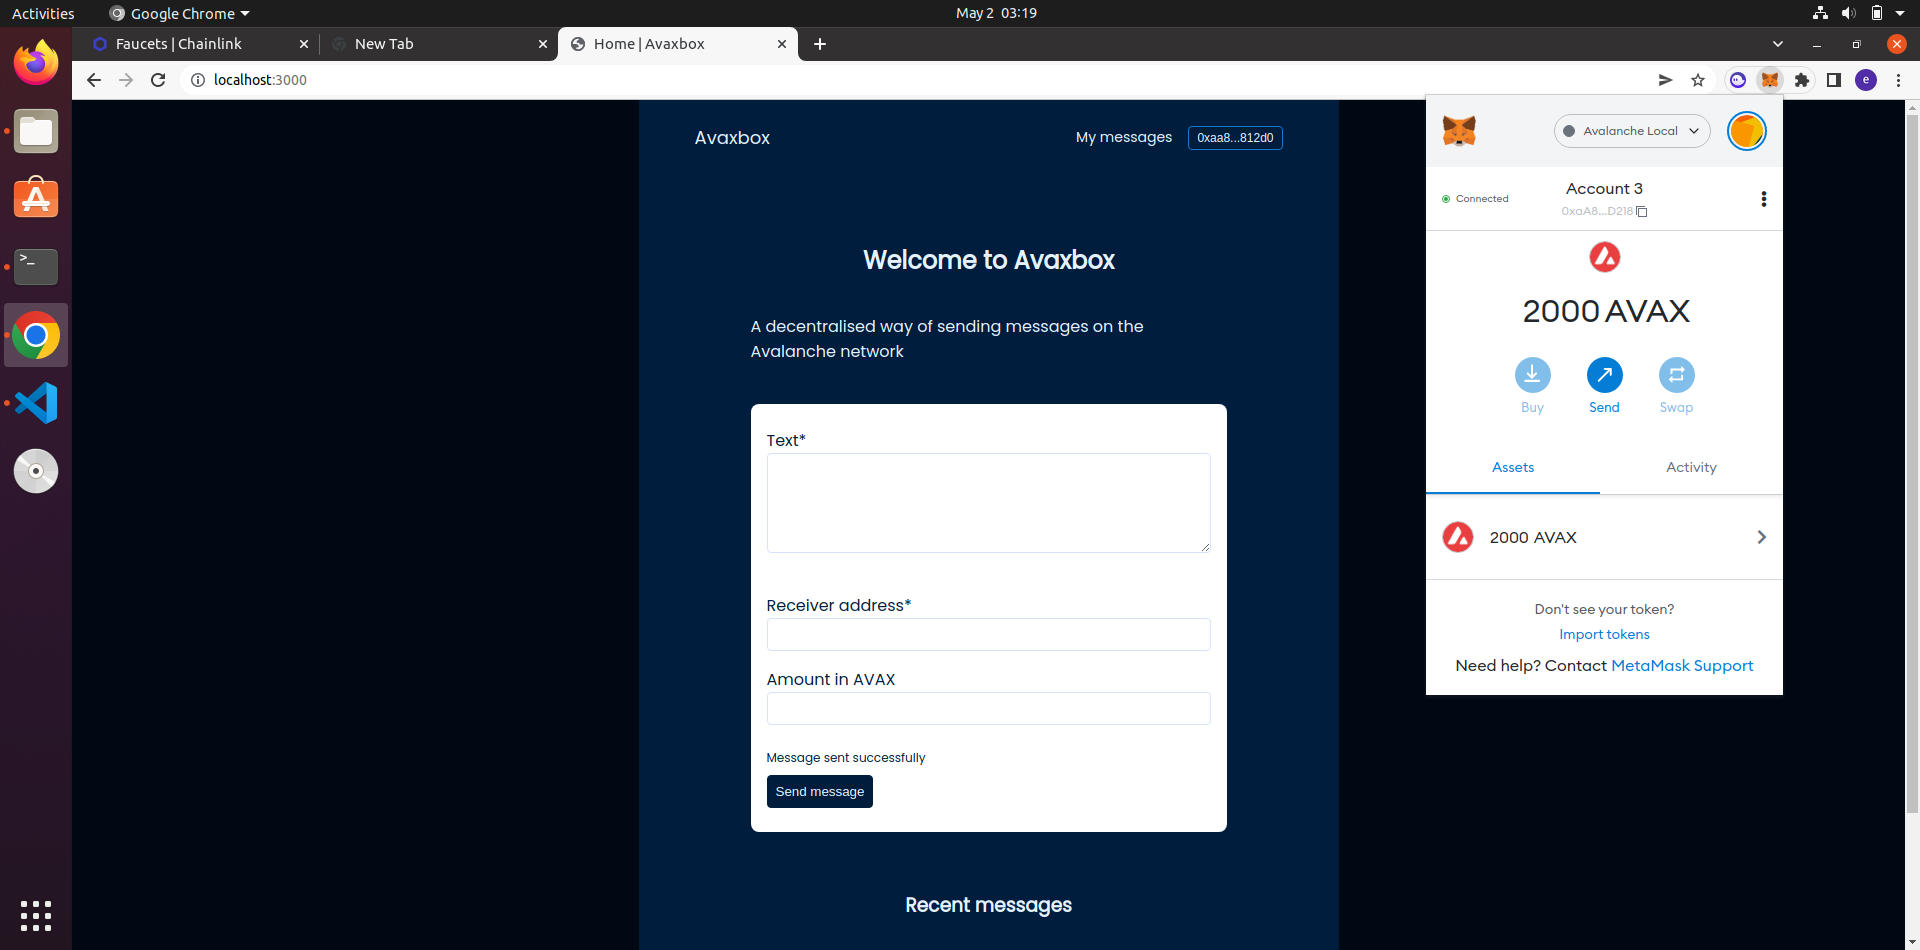 Activities
Google Chrome
May 2 03:19
Faucets | Chainlink
New Tab
Home | Avaxbox
localhost:3000
e
Avaxbox
My messages
0xaa8...812d0
Welcome to Avaxbox
A decentralised way of sending messages on the
Avalanche network
Text*
Receiver address*
Amount in AVAX
Message sent successfully
Send message
Recent messages
Avalanche Local
Connected
Account 3
0xaA8...D218
2000 AVAX
Buy
Send
Swap
Assets
Activity
2000 AVAX
Don't see your token?
Import tokens
Need help? Contact MetaMask Support